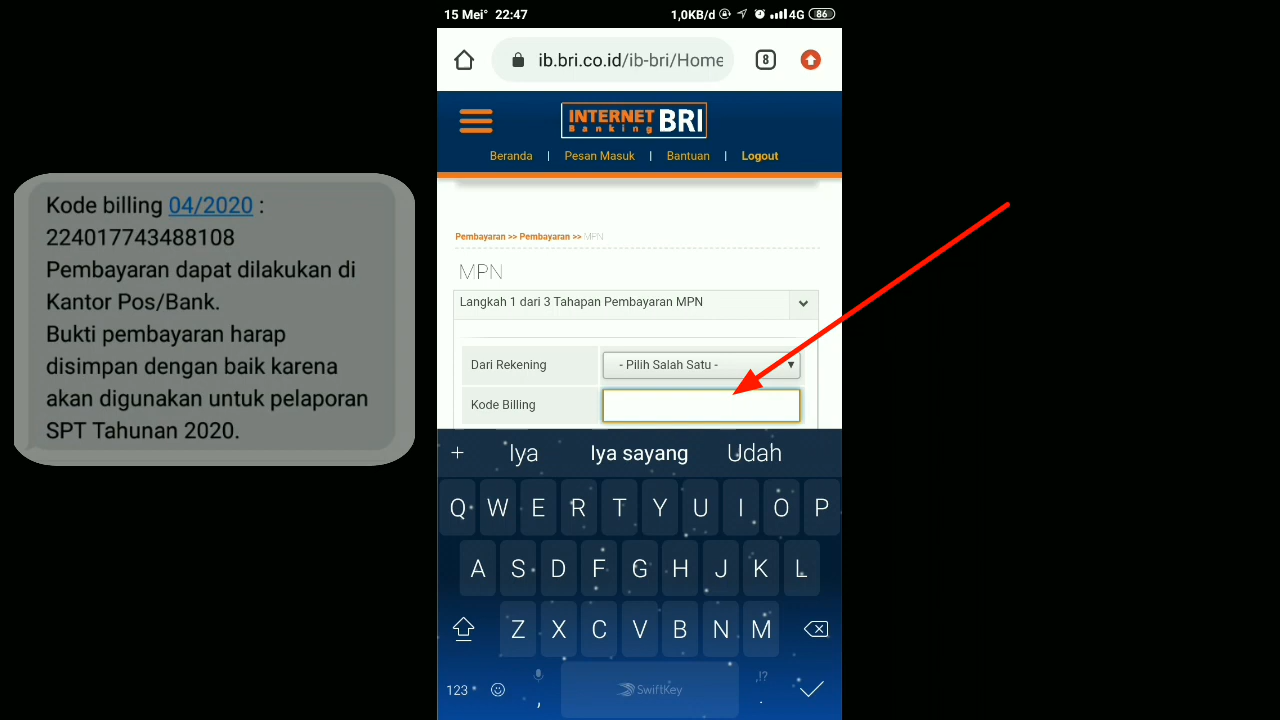 Kode billing 04/2020 :
224017743488108
Pembayaran dapat dilakukan di
Kantor Pos/Bank.
Bukti pembayaran harap
disimpan dengan baik karena
akan digunakan untuk pelaporan
SPT Tahunan 2020.
15 Mei° 22:47
1,0KB/d 4G 86
ib.bri.co.id/ib-bri/Home
8
INTERNET Banking BRI
Beranda | Pesan Masuk | Bantuan | Logout
Pembayaran >> Pembayaran >> MPN
MPN
Langkah 1 dari 3 Tahapan Pembayaran MPN
Dari Rekening - Pilih Salah Satu -
Kode Billing
+ Iya Iya sayang Udah
Q W E R T Y U I O P
A S D F G H J K L
Z X C V B N M
123 , SwiftKey ,!? .